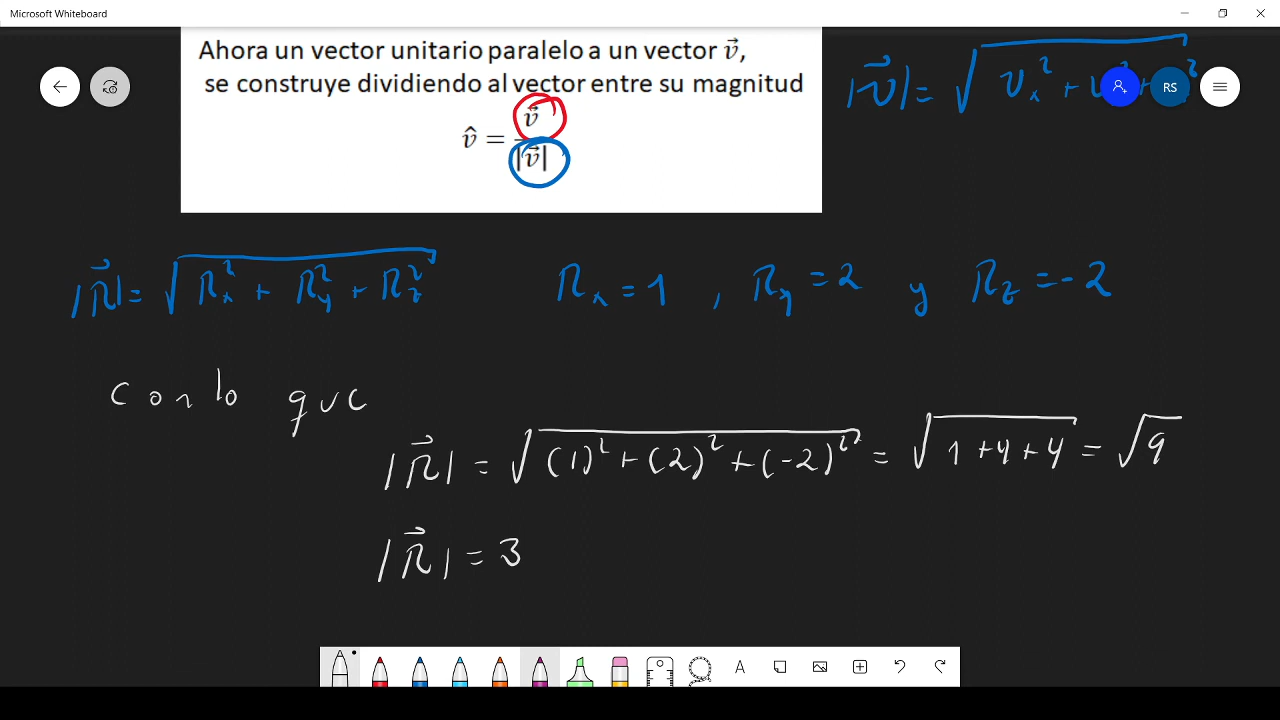 Microsoft Whiteboard
Ahora un vector unitario paralelo a un vector v⃗,
se construye dividiendo al vector entre su magnitud
v̂ = v⃗ / |v⃗|
|v⃗| = √(vₓ² +
RS
|R⃗| = √(Rₓ² + R_y² + R_z²) Rₓ = 1 , R_y = 2 y R_z = -2
Con lo que
|R⃗| = √((1)² + (2)² + (-2)²) = √(1 + 4 + 4) = √9
|R⃗| = 3
A